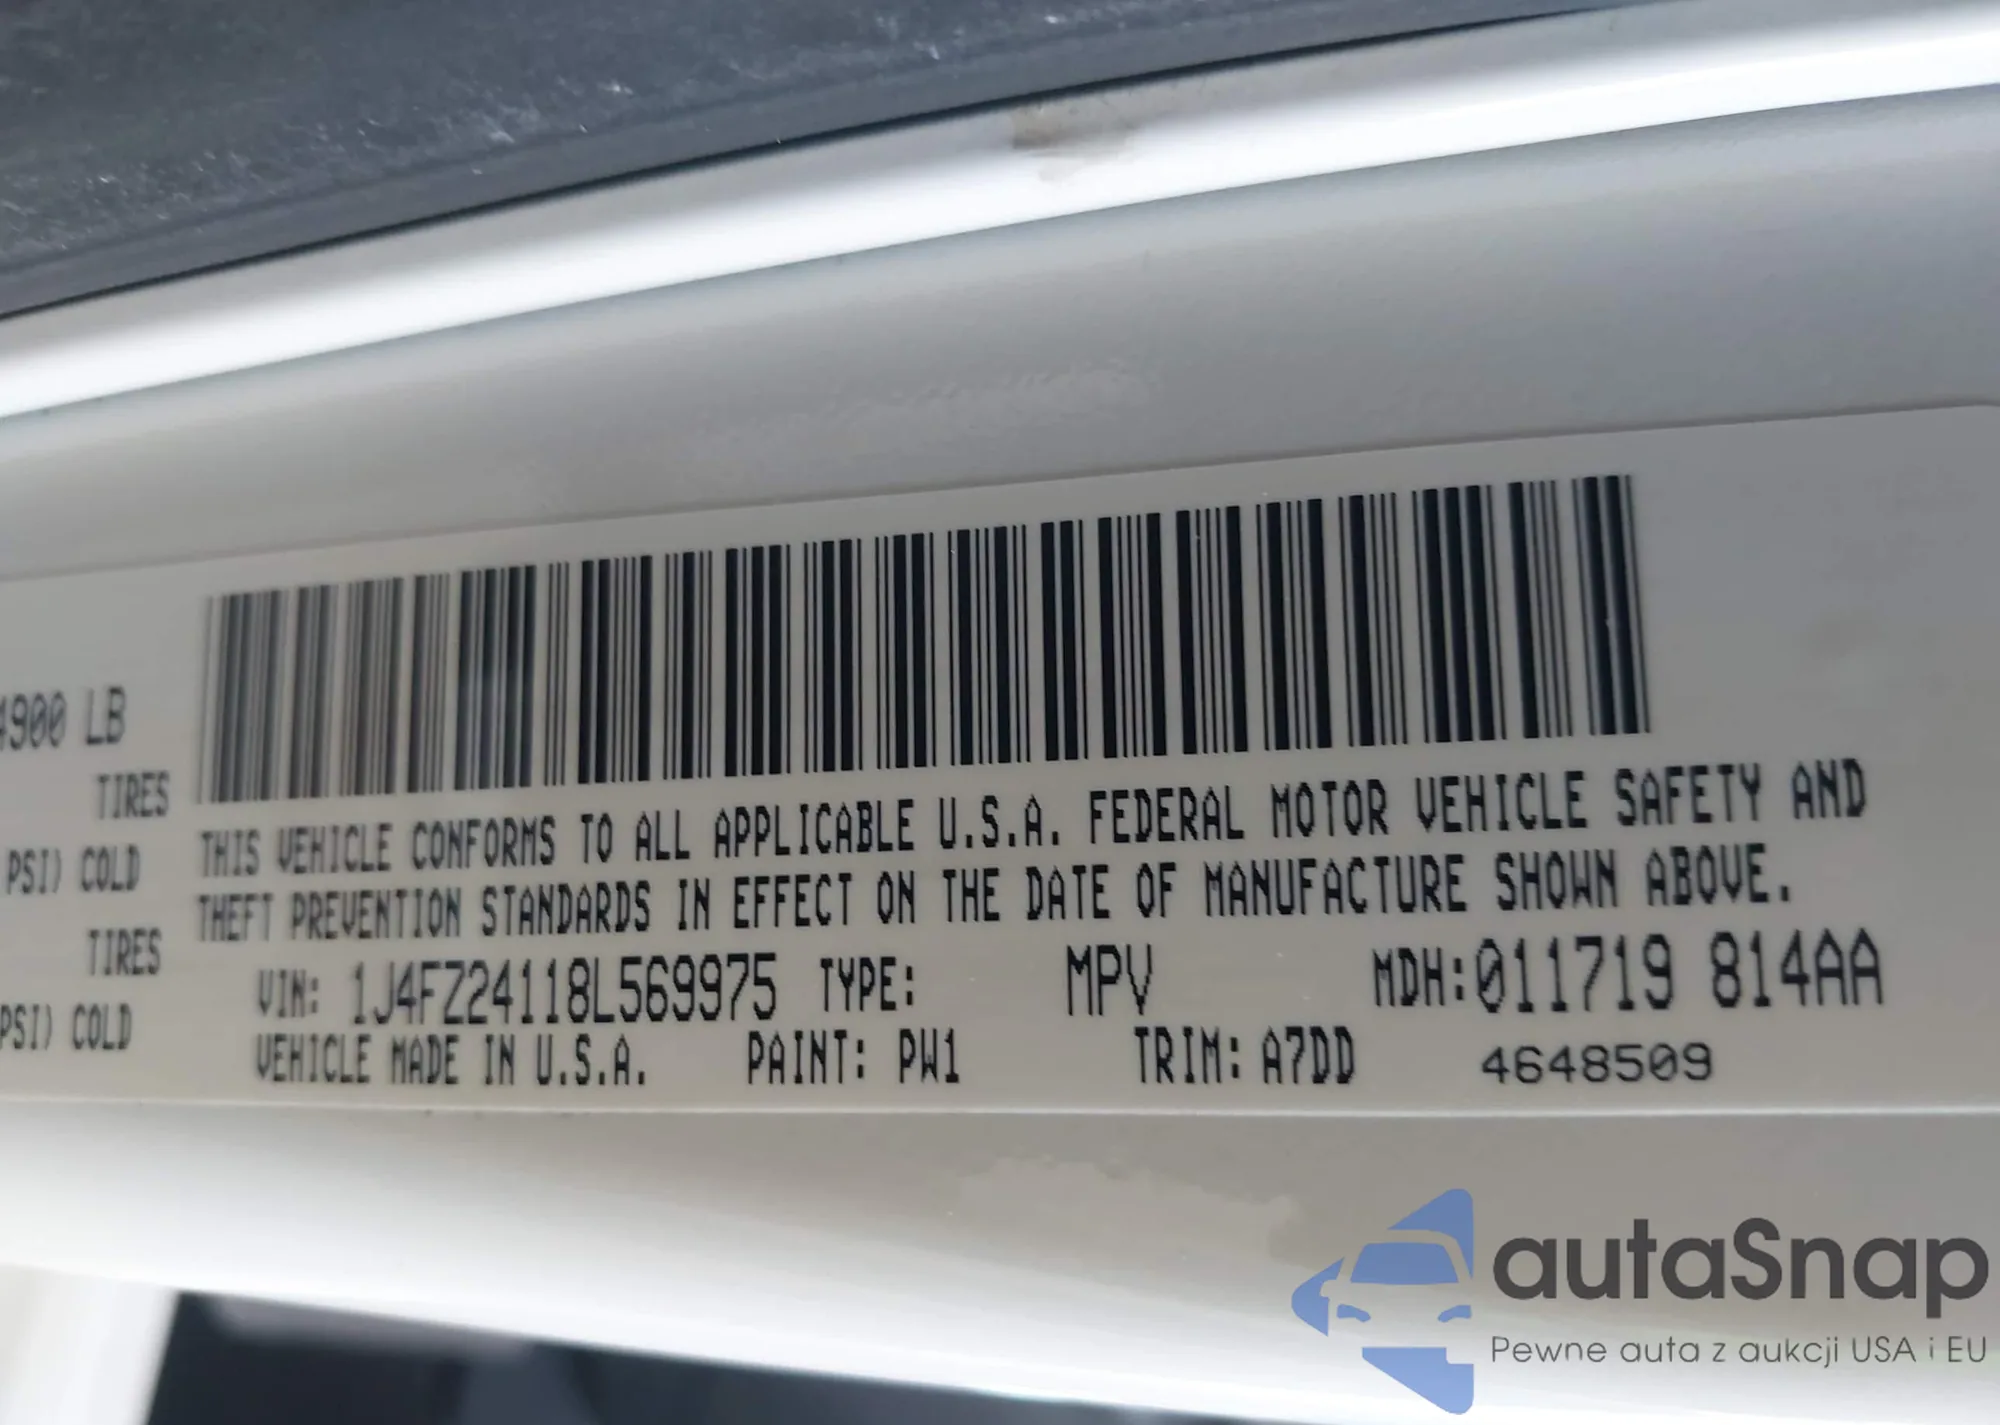 4900 LB
TIRES
PSI) COLD
TIRES
PSI) COLD
THIS VEHICLE CONFORMS TO ALL APPLICABLE U.S.A. FEDERAL MOTOR VEHICLE SAFETY AND
THEFT PREVENTION STANDARDS IN EFFECT ON THE DATE OF MANUFACTURE SHOWN ABOVE.
VIN: 1J4FZ24118L569975 TYPE: MPV MDH:011719 814AA
VEHICLE MADE IN U.S.A. PAINT: PW1 TRIM: A7DD 4648509
autaSnap
Pewne auta z aukcji USA i EU